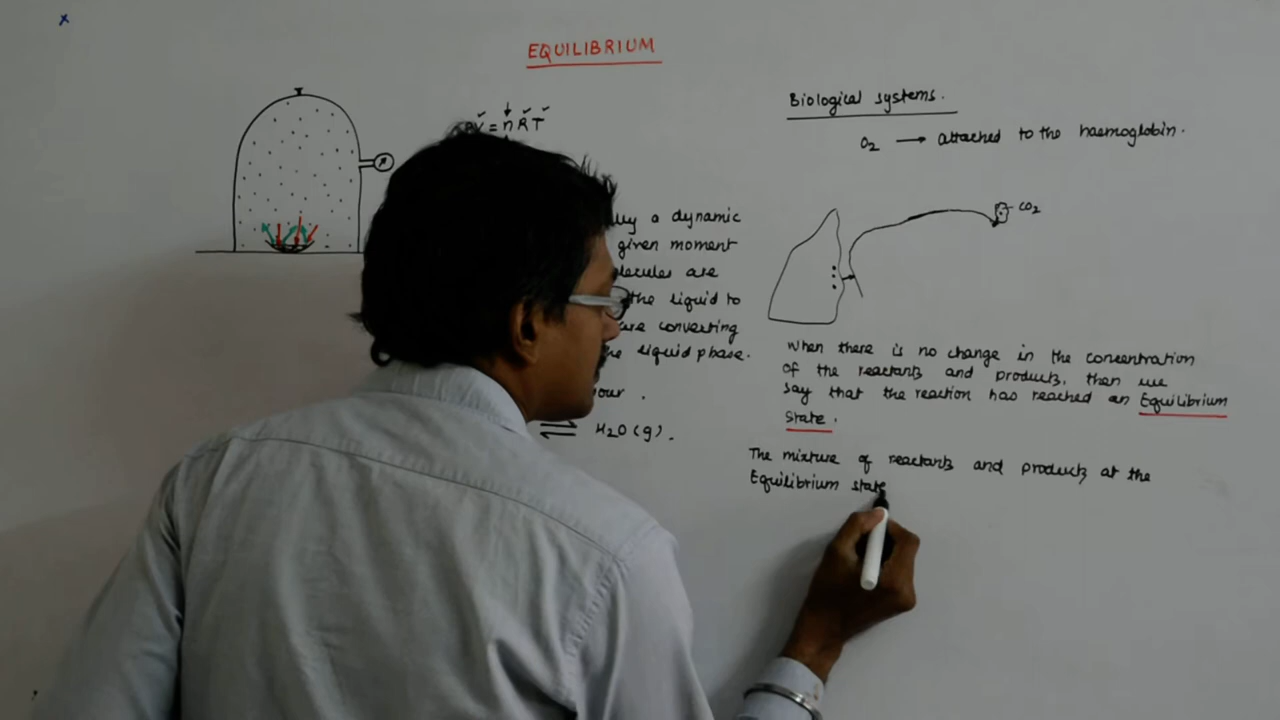 EQUILIBRIUM
= n R T
a dynamic
given moment
are
the liquid to
are converting
liquid phase.
⇌ H2O (g).
Biological systems.
O2 → attached to the haemoglobin.
CO2
When there is no change in the concentration
of the reactants and products, then we
say that the reaction has reached an Equilibrium
State.
The mixture of reactants and products at the
Equilibrium state